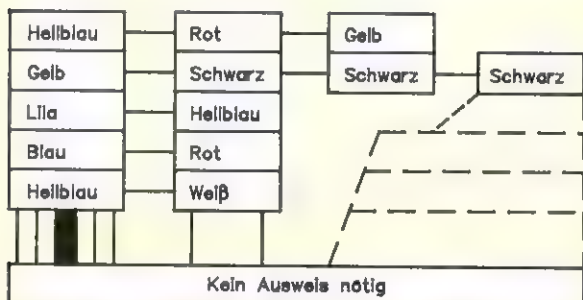 Hellblau Rot Gelb
Gelb Schwarz Schwarz Schwarz
Lila Hellblau
Blau Rot
Hellblau Weiß
Kein Ausweis nötig